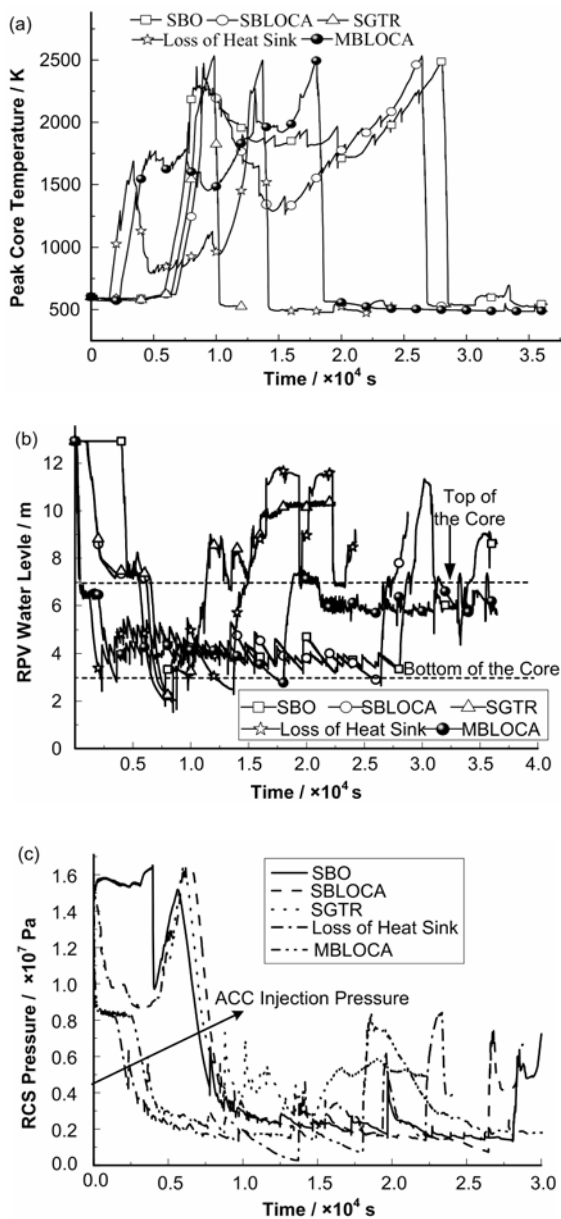 (a)
SBO SBLOCA SGTR
Loss of Heat Sink MBLOCA
2500
2000
1500
1000
500
Peak Core Temperature / K
0 0.5 1.0 1.5 2.0 2.5 3.0 3.5
Time / ×10⁴ s
(b)
12
10
8
6
4
2
0
RPV Water Levle / m
Top of
the Core
Bottom of the Core
SBO SBLOCA SGTR
Loss of Heat Sink MBLOCA
0.5 1.0 1.5 2.0 2.5 3.0 3.5 4.0
Time / ×10⁴ s
(c)
1.6
1.4
1.2
1.0
0.8
0.6
0.4
0.2
0.0
RCS Pressure / ×10⁷ Pa
SBO
SBLOCA
SGTR
Loss of Heat Sink
MBLOCA
ACC Injection Pressure
0.0 0.5 1.0 1.5 2.0 2.5 3.0
Time / ×10⁴ s